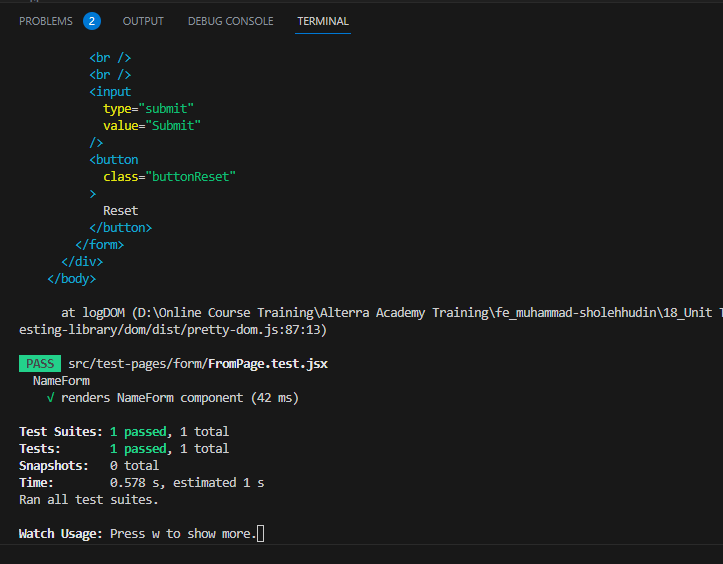 PROBLEMS 2 OUTPUT DEBUG CONSOLE TERMINAL
<br />
<br />
<input
type="submit"
value="Submit"
/>
<button
class="buttonReset"
>
Reset
</button>
</form>
</div>
</body>
at logDOM (D:\Online Course Training\Alterra Academy Training\fe_muhammad-sholehhudin\18_Unit T
esting-library/dom/dist/pretty-dom.js:87:13)
PASS src/test-pages/form/FromPage.test.jsx
NameForm
√ renders NameForm component (42 ms)
Test Suites: 1 passed, 1 total
Tests: 1 passed, 1 total
Snapshots: 0 total
Time: 0.578 s, estimated 1 s
Ran all test suites.
Watch Usage: Press w to show more.